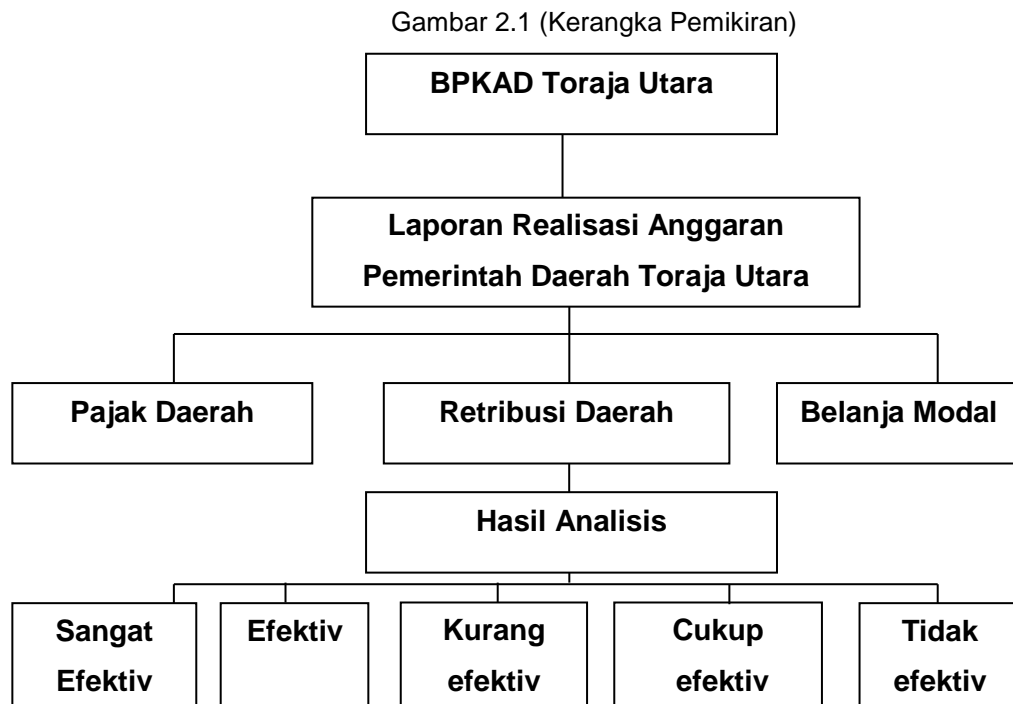 Gambar 2.1 (Kerangka Pemikiran)
BPKAD Toraja Utara
Laporan Realisasi Anggaran
Pemerintah Daerah Toraja Utara
Pajak Daerah
Retribusi Daerah
Belanja Modal
Hasil Analisis
Sangat
Efektiv
Efektiv
Kurang
efektiv
Cukup
efektiv
Tidak
efektiv